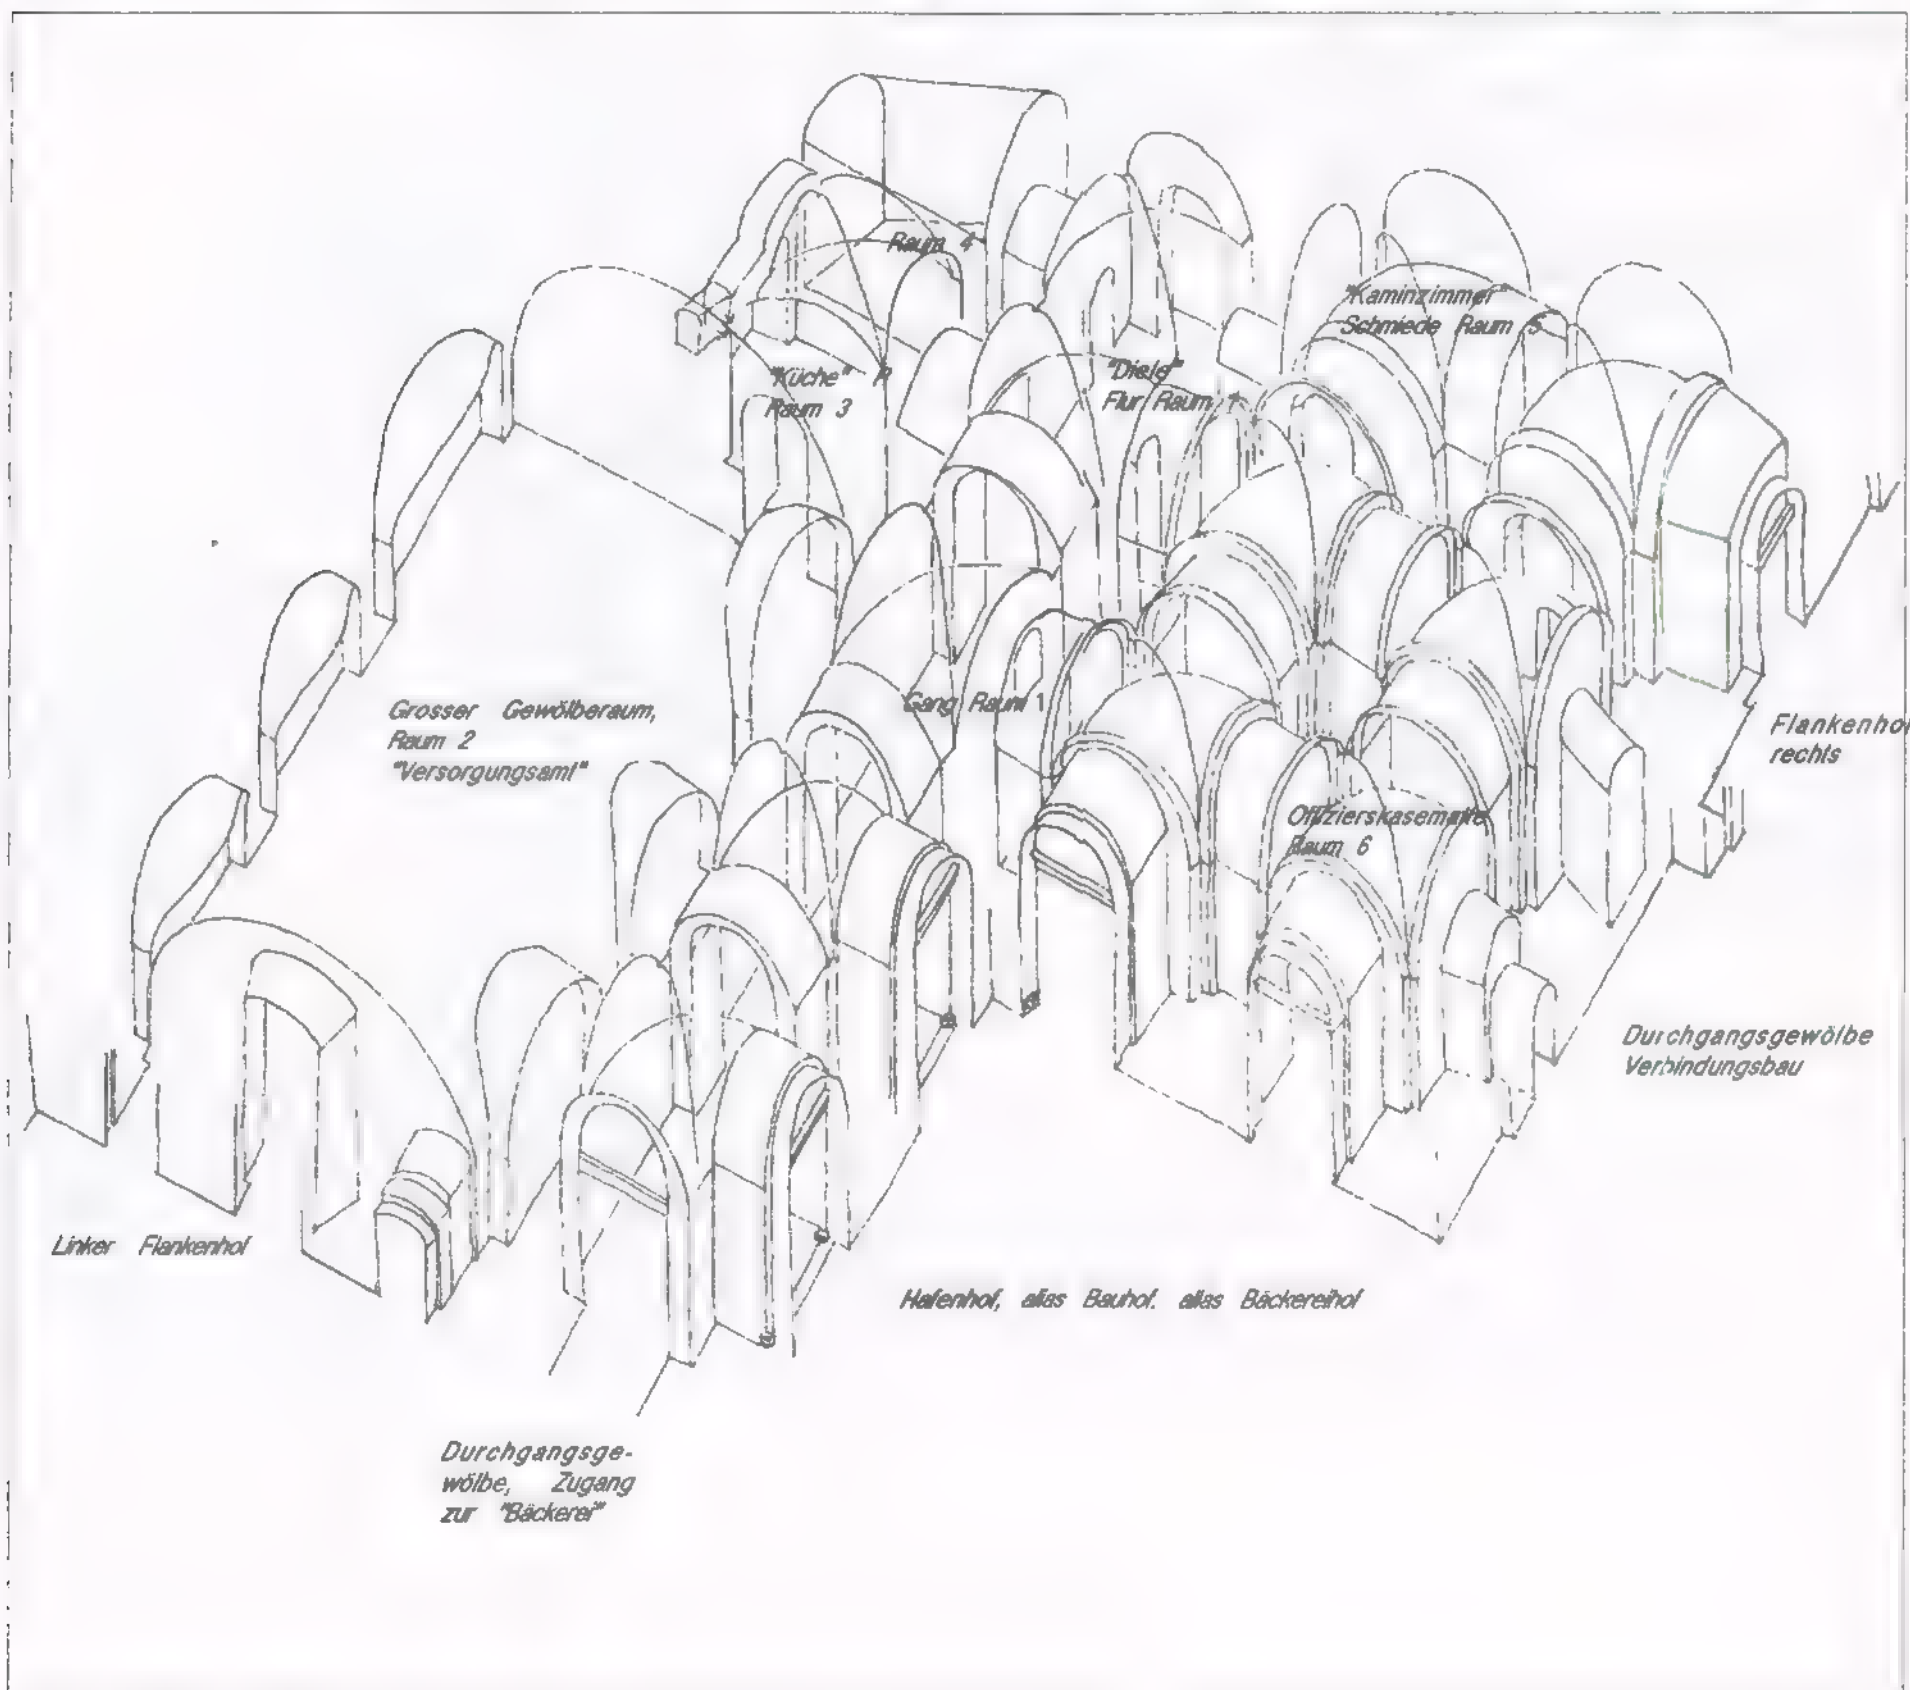 Raum 4
"Kaminzimmer"
Schmiede Raum 5
"Küche"
Raum 3
"Diele"
Flur Raum
Grosser Gewölberaum,
Raum 2
"Versorgungsamt"
Gang Raum 1
Flankenhof
rechts
Offizierskasematte
Raum 6
Durchgangsgewölbe
Verbindungsbau
Linker Flankenhof
Hafenhof, alias Bauhof. alias Bäckereihof
Durchgangsge-
wölbe, Zugang
zur "Bäckerei"